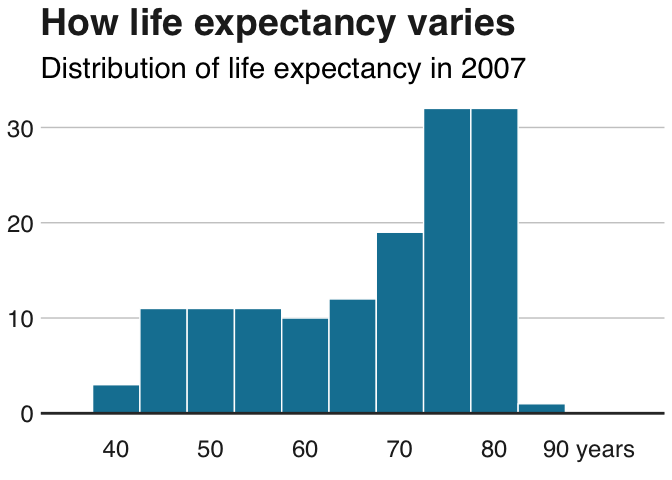 How life expectancy varies
Distribution of life expectancy in 2007
30
20
10
0
40 50 60 70 80 90 years